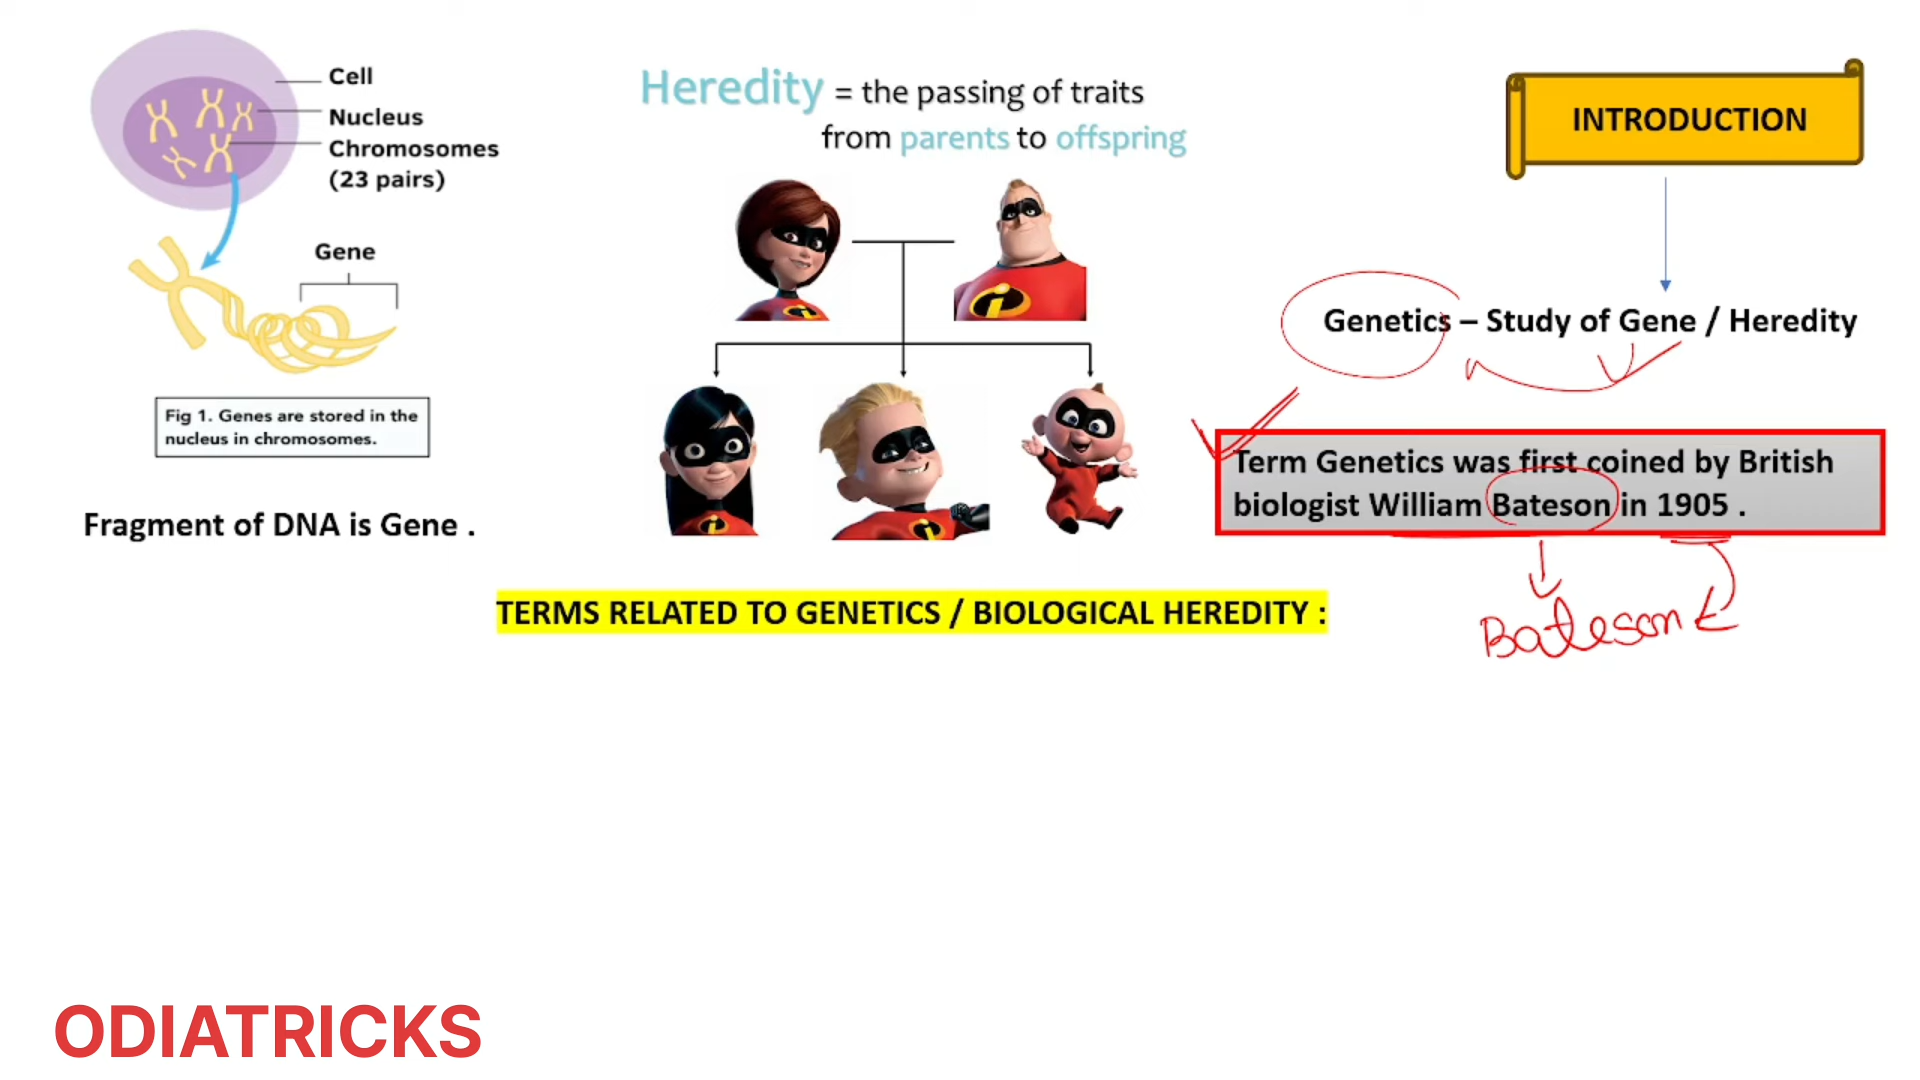 Cell
Nucleus
Chromosomes
(23 pairs)
Gene
Fig 1. Genes are stored in the
nucleus in chromosomes.
Fragment of DNA is Gene .
Heredity = the passing of traits
from parents to offspring
INTRODUCTION
Genetics – Study of Gene / Heredity
Term Genetics was first coined by British
biologist William Bateson in 1905 .
Bateson
TERMS RELATED TO GENETICS / BIOLOGICAL HEREDITY :
ODIATRICKS